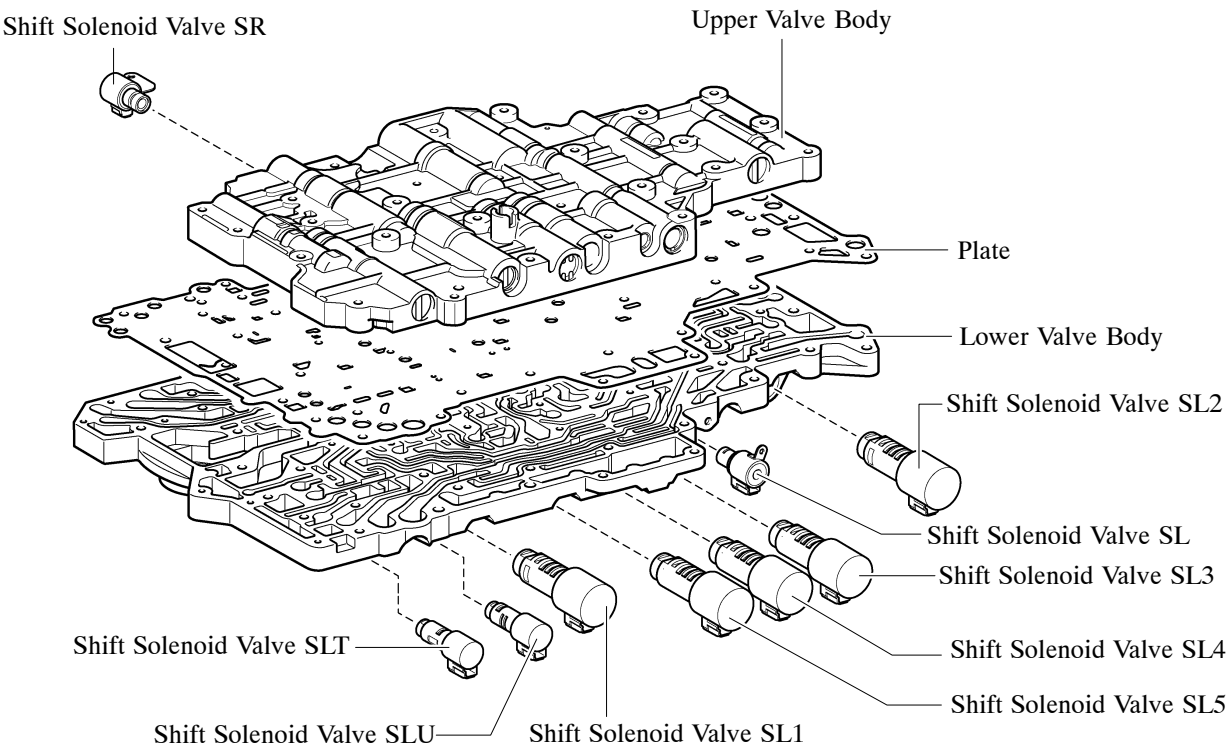 Upper Valve Body
Shift Solenoid Valve SR
Plate
Lower Valve Body
Shift Solenoid Valve SL2
Shift Solenoid Valve SL
Shift Solenoid Valve SL3
Shift Solenoid Valve SLT
Shift Solenoid Valve SL4
Shift Solenoid Valve SL5
Shift Solenoid Valve SLU
Shift Solenoid Valve SL1